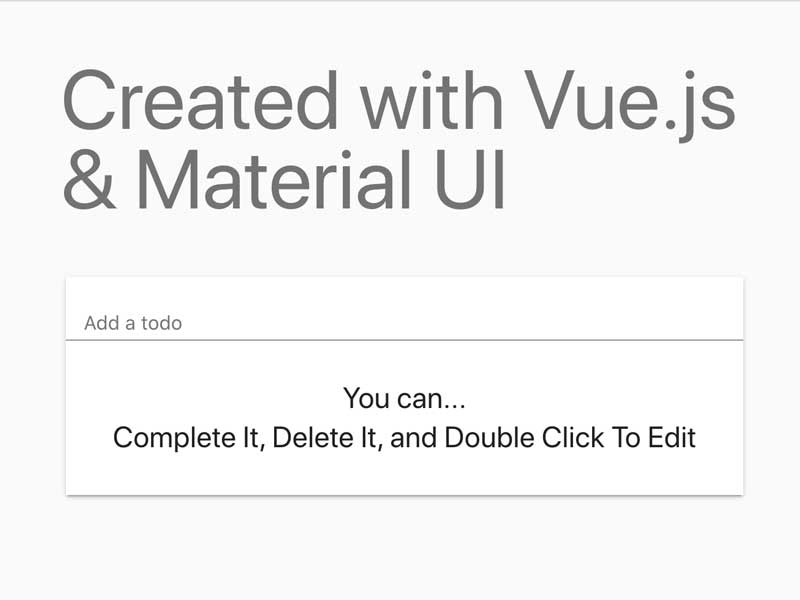 Created with Vue.js
& Material UI
Add a todo
You can...
Complete It, Delete It, and Double Click To Edit